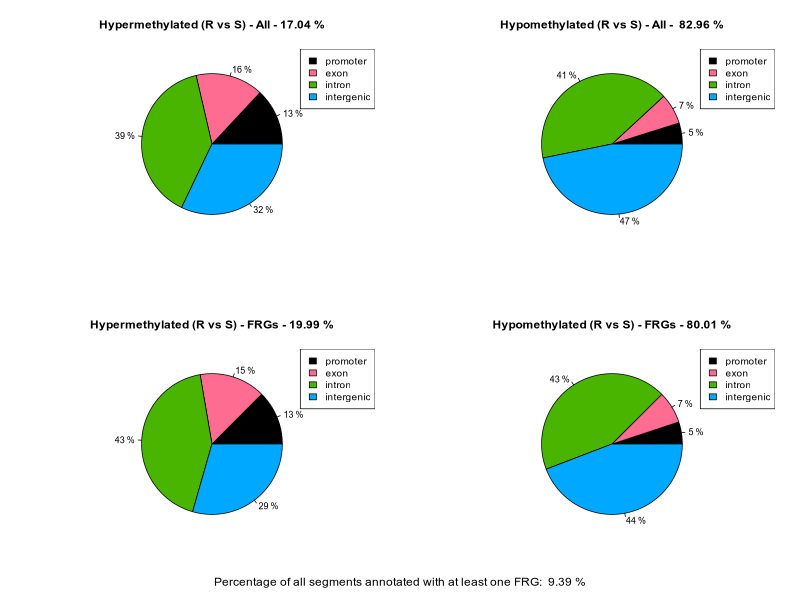 Hypermethylated (R vs S) - All - 17.04 %
promoter
exon
intron
intergenic
16 %
13 %
39 %
32 %
Hypomethylated (R vs S) - All -  82.96 %
promoter
exon
intron
intergenic
41 %
7 %
5 %
47 %
Hypermethylated (R vs S) - FRGs - 19.99 %
promoter
exon
intron
intergenic
15 %
13 %
43 %
29 %
Hypomethylated (R vs S) - FRGs - 80.01 %
promoter
exon
intron
intergenic
43 %
7 %
5 %
44 %
Percentage of all segments annotated with at least one FRG:  9.39 %